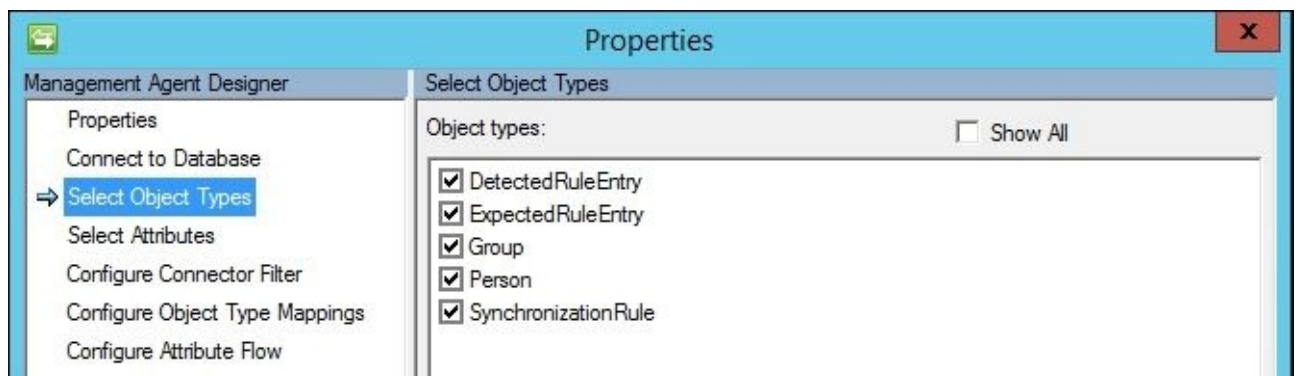 Properties
X
Management Agent Designer
Properties
Connect to Database
Select Object Types
Select Attributes
Configure Connector Filter
Configure Object Type Mappings
Configure Attribute Flow
Select Object Types
Object types:
Show All
DetectedRuleEntry
ExpectedRuleEntry
Group
Person
SynchronizationRule